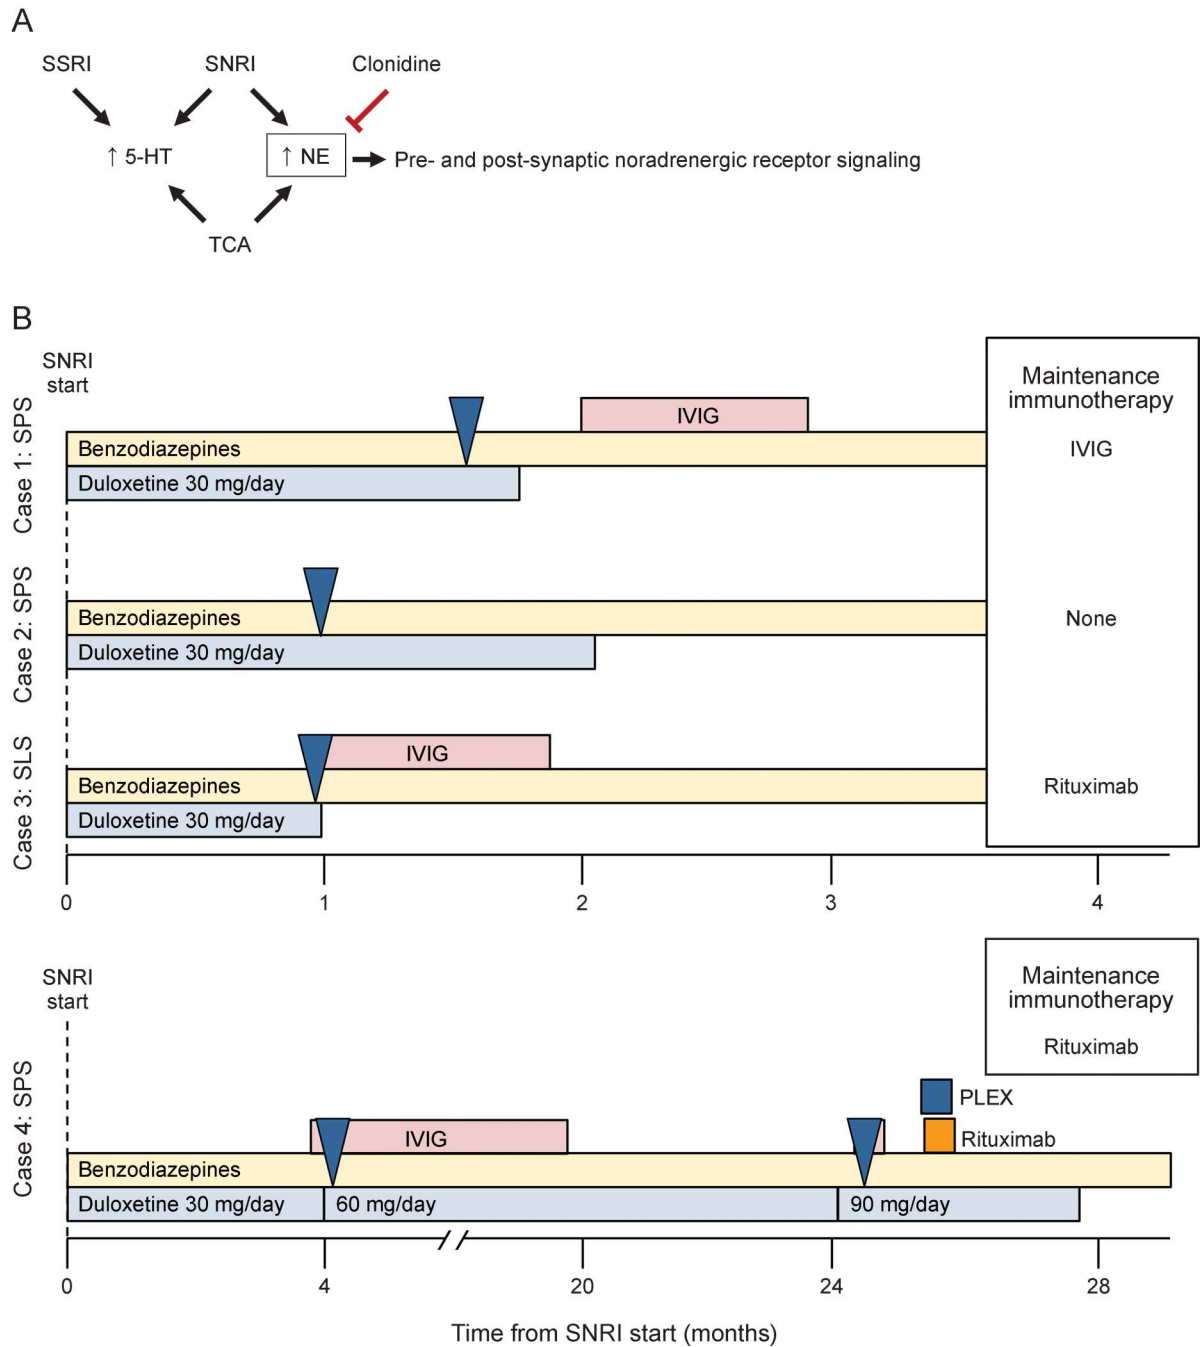 A
SSRI
SNRI
Clonidine
↑ 5-HT
↑ NE
Pre- and post-synaptic noradrenergic receptor signaling
TCA
B
SNRI
start
Case 1: SPS
IVIG
Benzodiazepines
Duloxetine 30 mg/day
Case 2: SPS
Benzodiazepines
Duloxetine 30 mg/day
Case 3: SLS
IVIG
Benzodiazepines
Duloxetine 30 mg/day
Maintenance
immunotherapy
IVIG
None
Rituximab
0
1
2
3
4
SNRI
start
Maintenance
immunotherapy
Rituximab
Case 4: SPS
PLEX
IVIG
Rituximab
Benzodiazepines
Duloxetine 30 mg/day
60 mg/day
90 mg/day
0
4
20
24
28
Time from SNRI start (months)